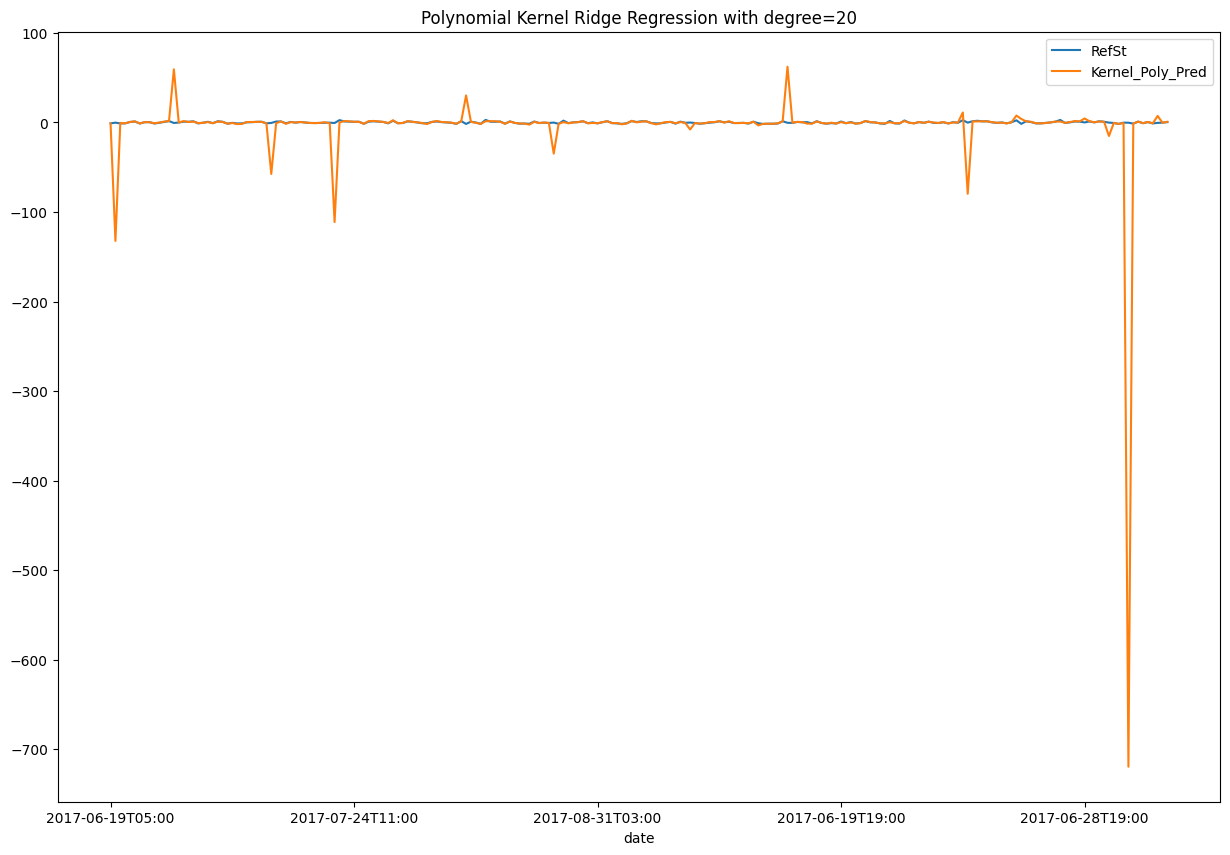 Polynomial Kernel Ridge Regression with degree=20
RefSt
Kernel_Poly_Pred
100
0
−100
−200
−300
−400
−500
−600
−700
2017-06-19T05:00 2017-07-24T11:00 2017-08-31T03:00 2017-06-19T19:00 2017-06-28T19:00
date